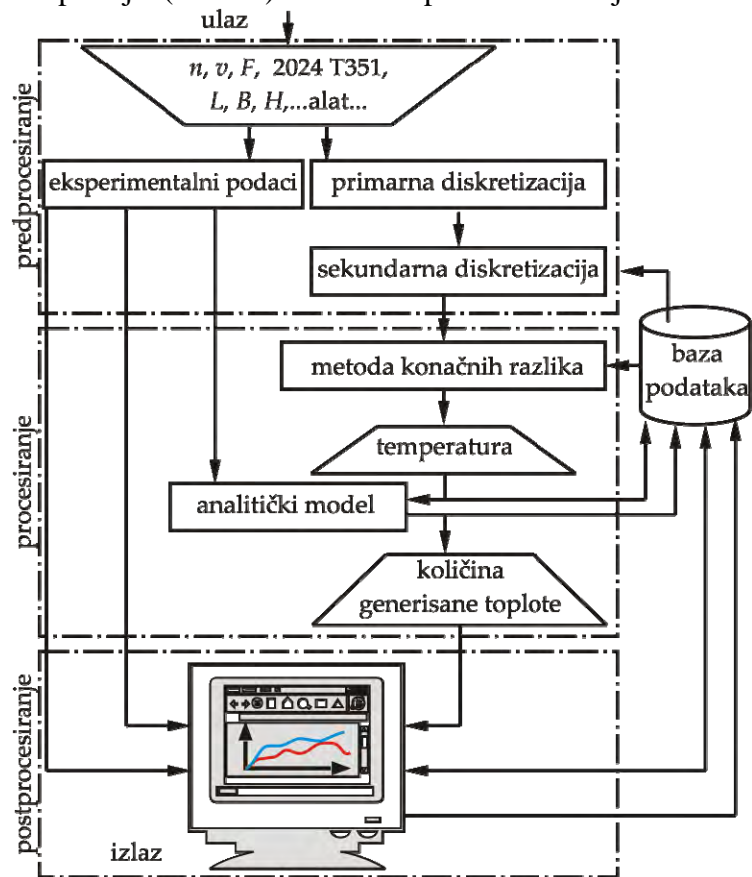 ulaz
n, v, F, 2024 T351,
L, B, H,...alat...
predprocesiranje
eksperimentalni podaci
primarna diskretizacija
sekundarna diskretizacija
procesiranje
metoda konačnih razlika
baza
podataka
temperatura
analitički model
količina
generisane toplote
postprocesiranje
izlaz